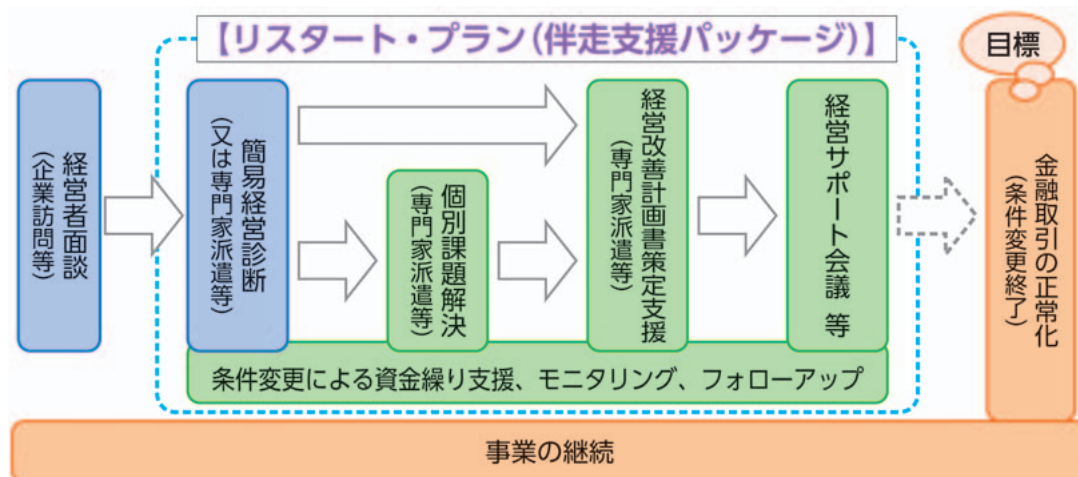 【リスタート・プラン（伴走支援パッケージ）】
目標
経営者面談
（企業訪問等）
簡易経営診断
（又は専門家派遣等）
個別課題解決
（専門家派遣等）
経営改善計画書策定支援
（専門家派遣等）
経営サポート会議 等
金融取引の正常化
（条件変更終了）
条件変更による資金繰り支援、モニタリング、フォローアップ
事業の継続